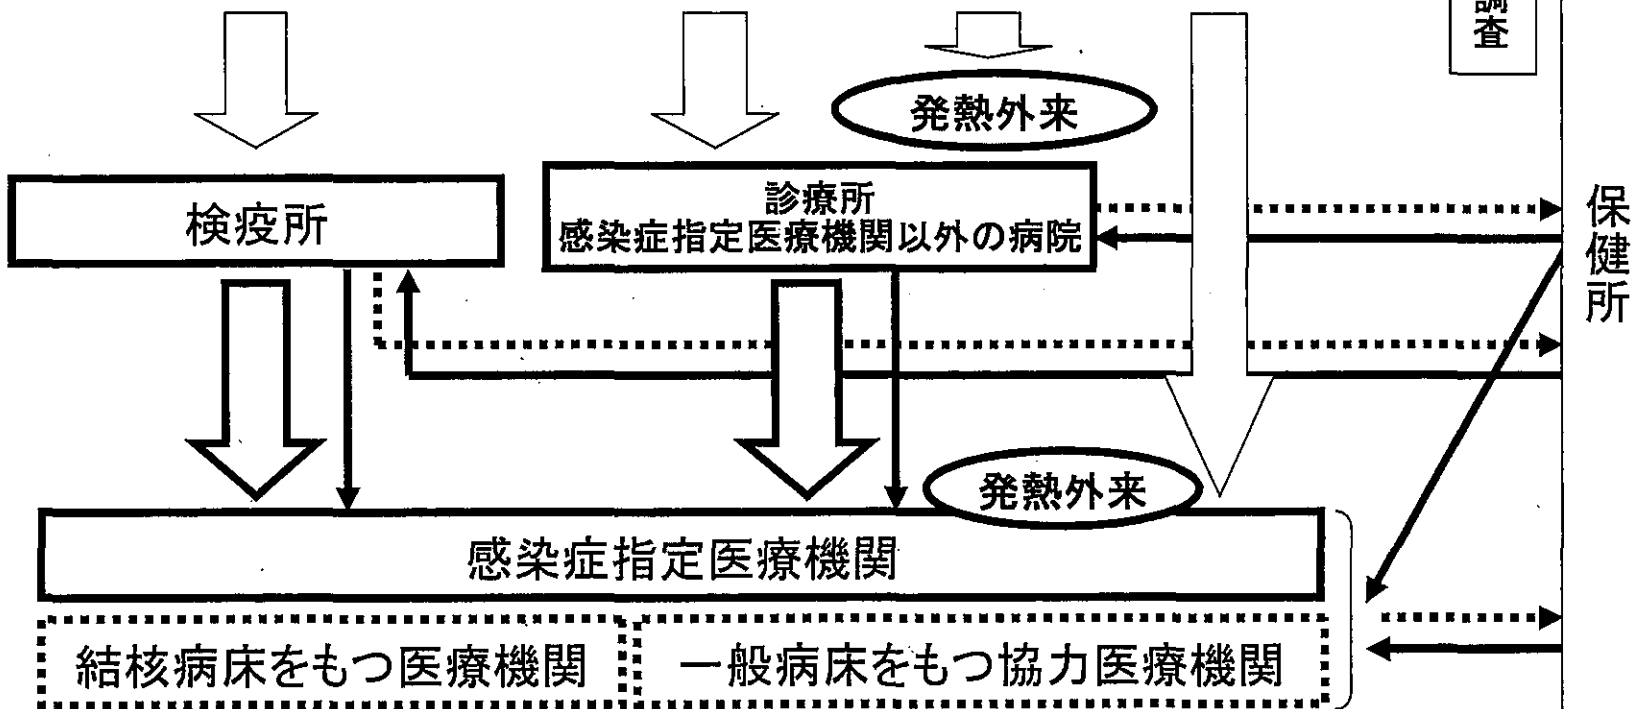 調査
発熱外来
検疫所
診療所
感染症指定医療機関以外の病院
保健所
発熱外来
感染症指定医療機関
結核病床をもつ医療機関
一般病床をもつ協力医療機関